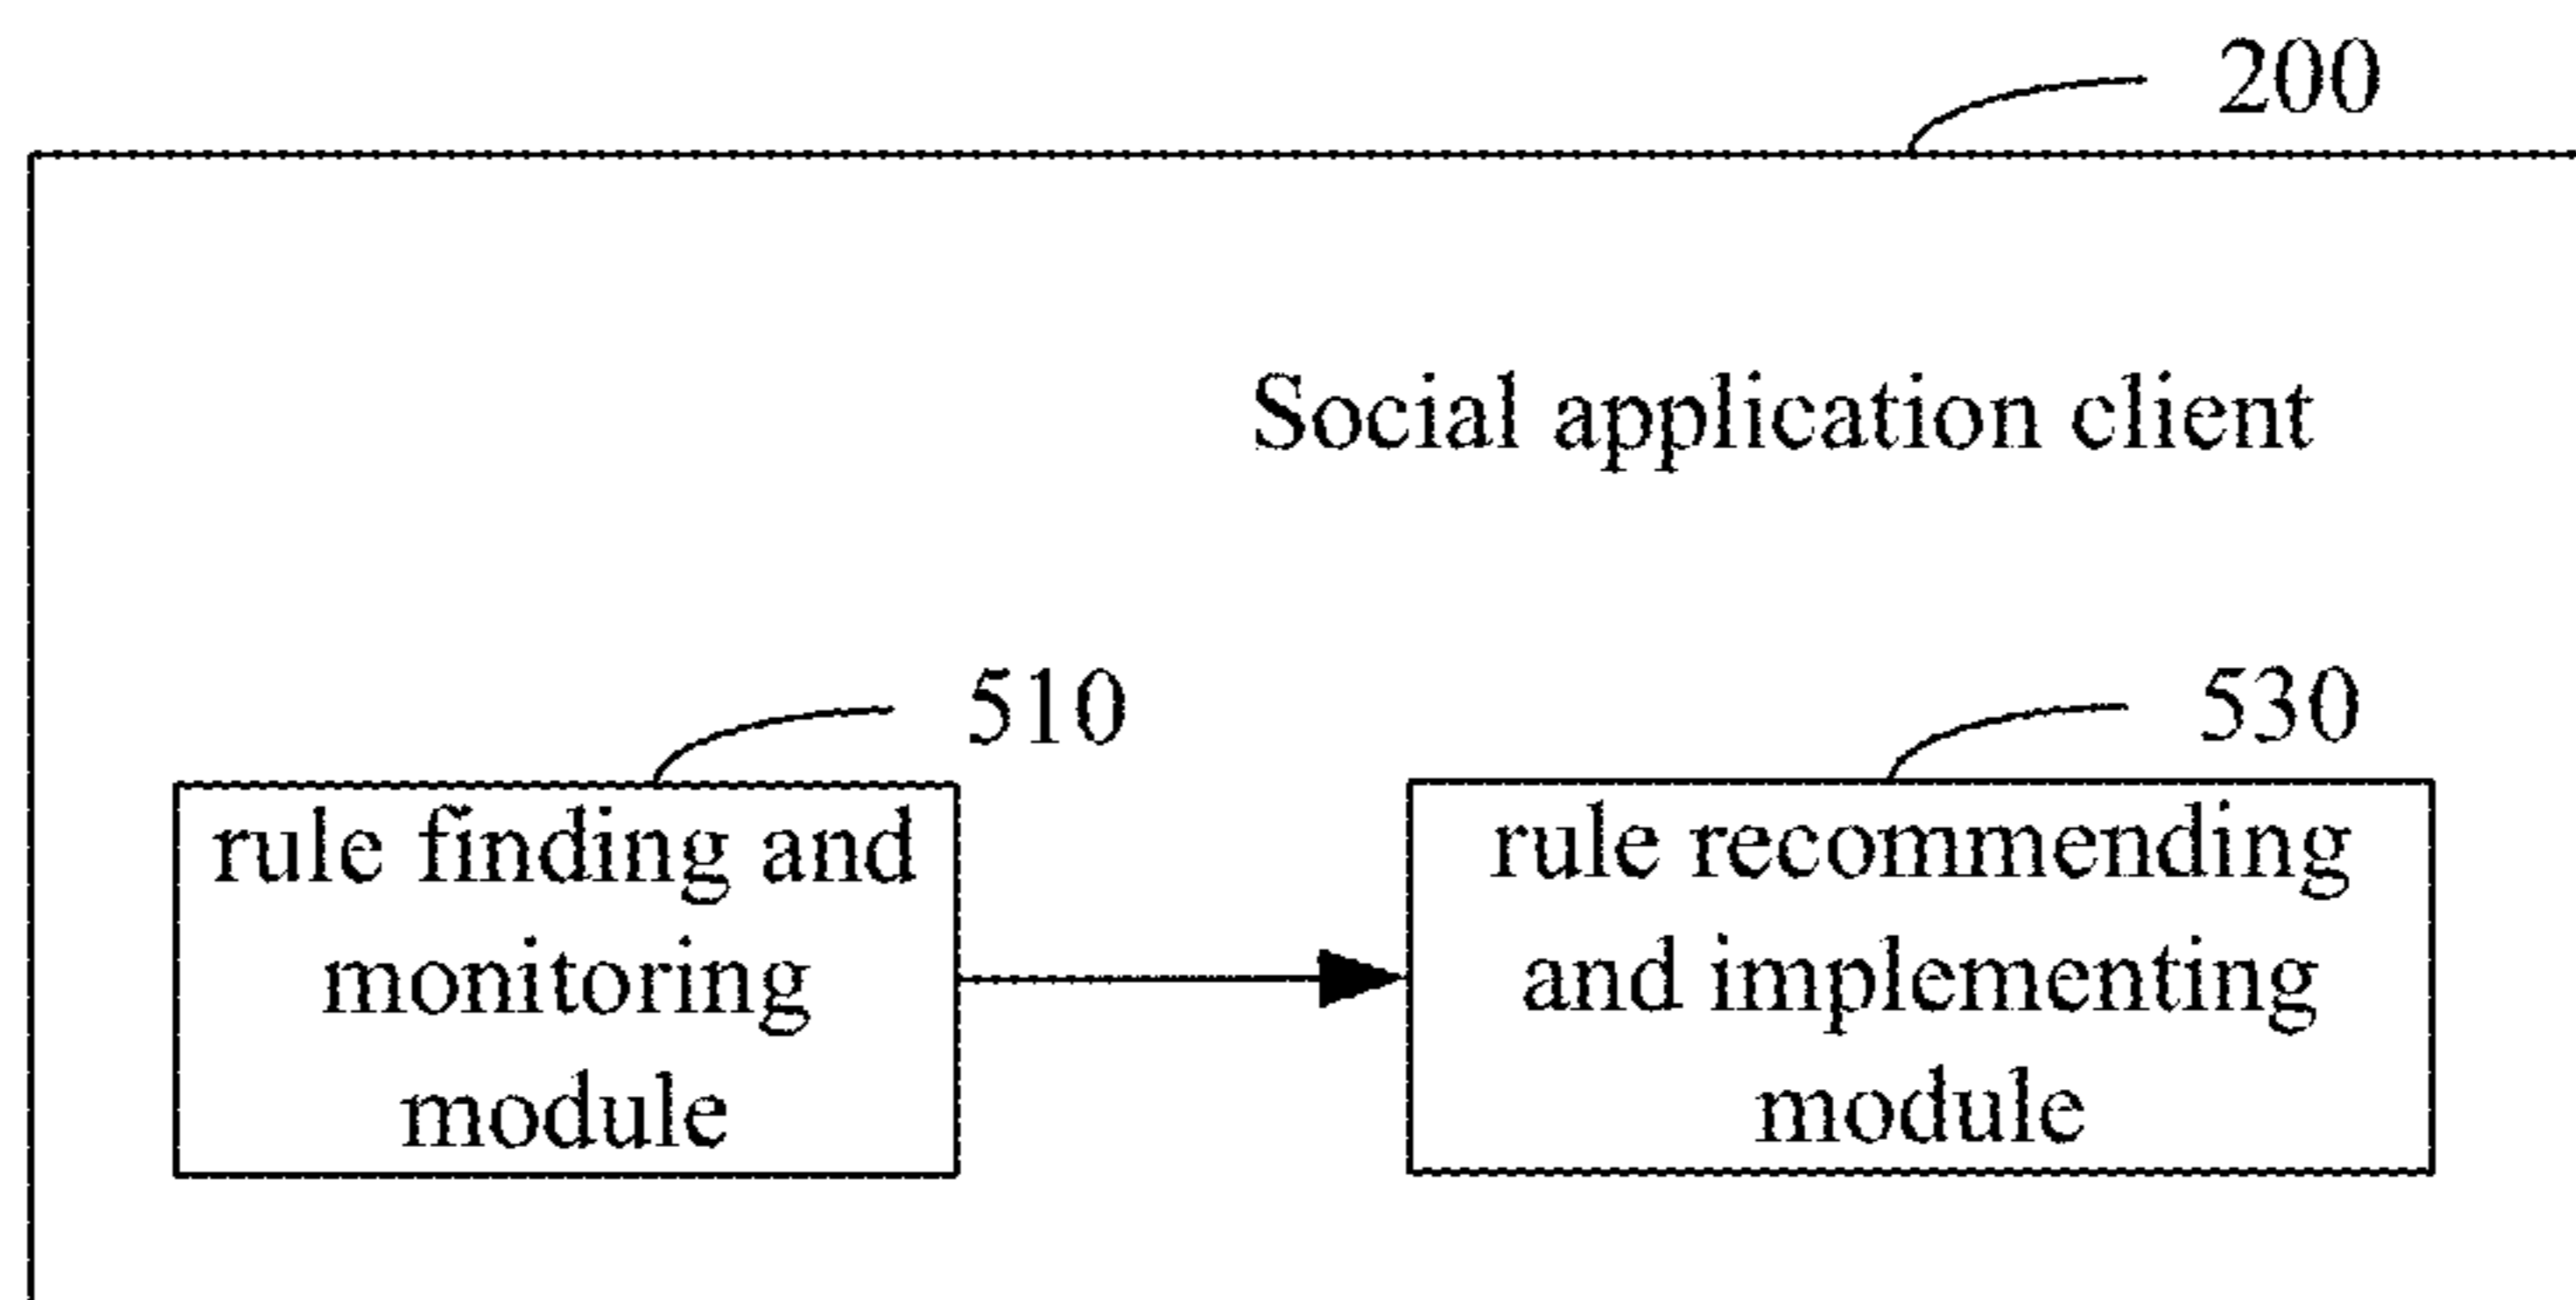 200
Social application client
510
530
rule finding and
monitoring
module
rule recommending
and implementing
module